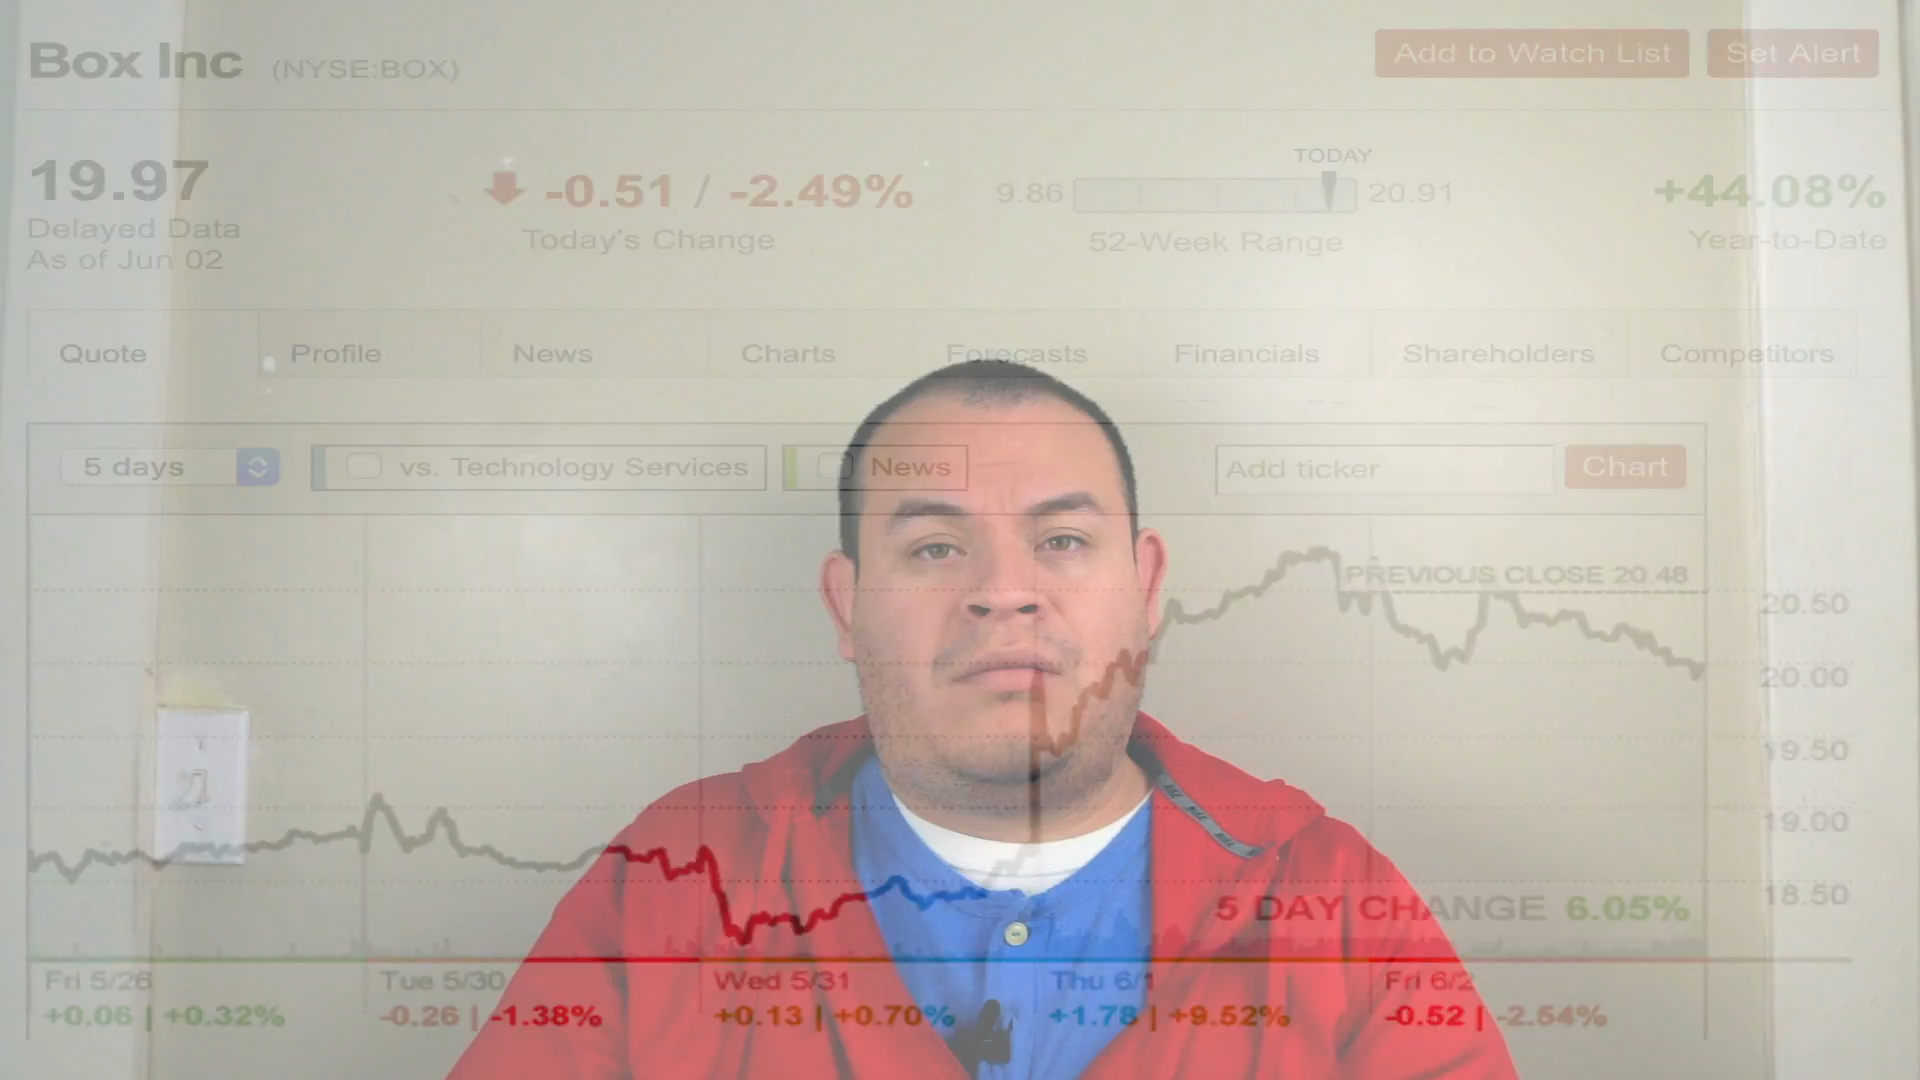 Box Inc (NYSE:BOX) Add to Watch List Set Alert
TODAY
19.97 -0.51 / -2.49% 9.86 20.91 +44.08%
Delayed Data Today's Change 52-Week Range Year-to-Date
As of Jun 02
Quote Profile News Charts Forecasts Financials Shareholders Competitors
5 days vs. Technology Services News Add ticker Chart
PREVIOUS CLOSE 20.48
20.50
20.00
19.50
19.00
18.50
5 DAY CHANGE 6.05%
Fri 5/26 Tue 5/30 Wed 5/31 Thu 6/1 Fri 6/2
+0.06 | +0.32% -0.26 | -1.38% +0.13 | +0.70% +1.78 | +9.52% -0.52 | -2.54%